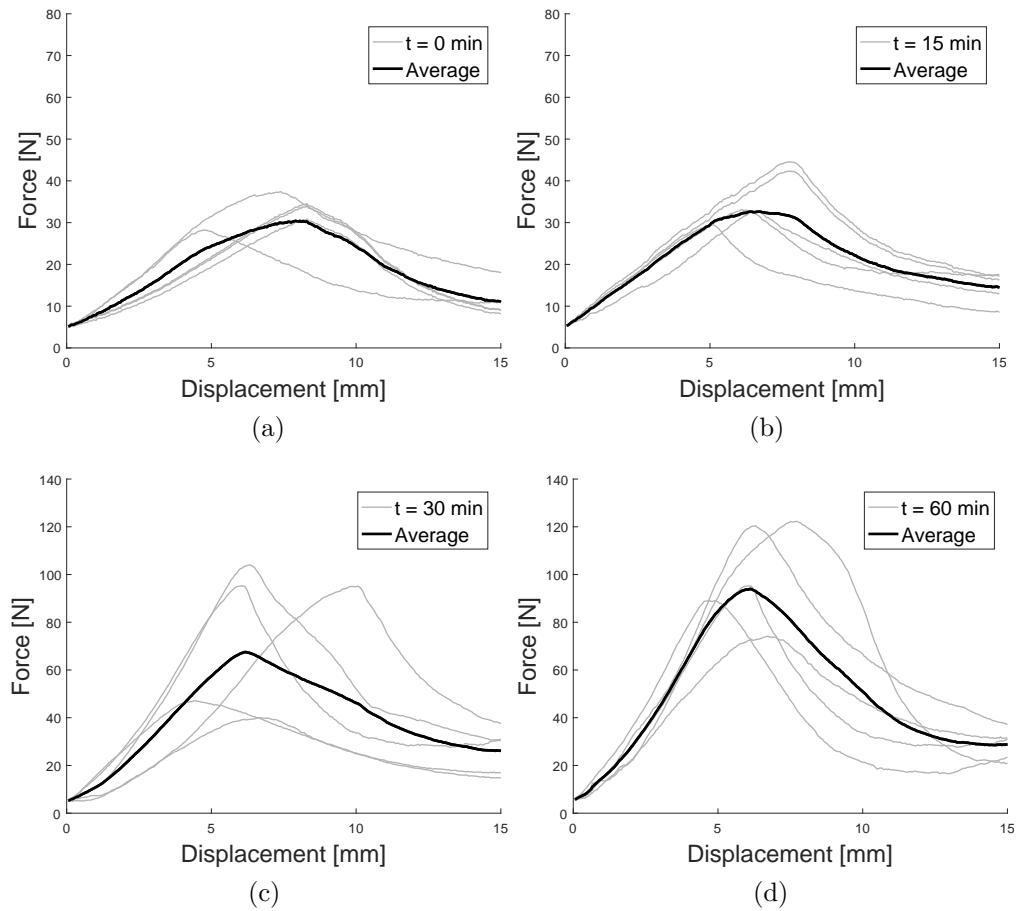 80
70
60
50
40
30
20
10
0
Force [N]
t = 0 min
Average
0 5 10 15
Displacement [mm]
(a)
80
70
60
50
40
30
20
10
0
Force [N]
t = 15 min
Average
0 5 10 15
Displacement [mm]
(b)
140
120
100
80
60
40
20
0
Force [N]
t = 30 min
Average
0 5 10 15
Displacement [mm]
(c)
140
120
100
80
60
40
20
0
Force [N]
t = 60 min
Average
0 5 10 15
Displacement [mm]
(d)